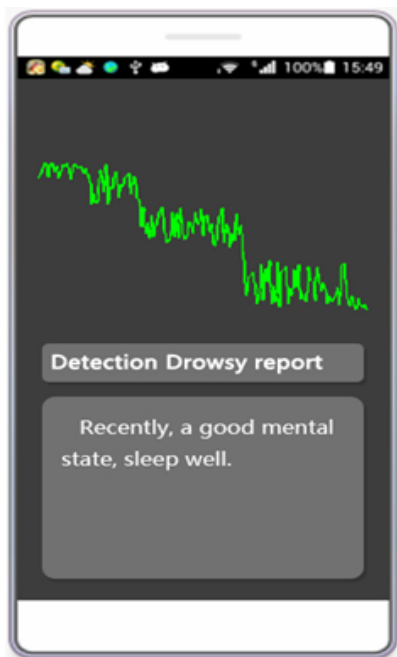 100% 15:49
Detection Drowsy report
Recently, a good mental
state, sleep well.